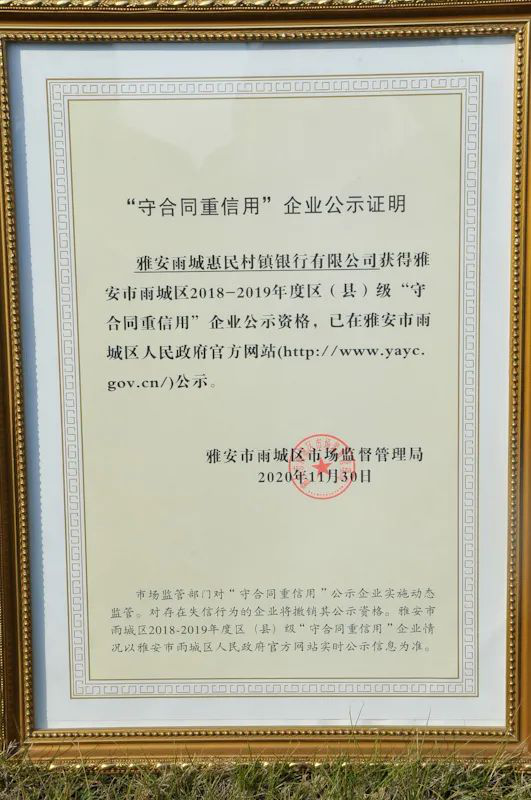 “守合同重信用”企业公示证明
雅安雨城惠民村镇银行有限公司获得雅
安市雨城区2018-2019年度区（县）级“守
合同重信用”企业公示资格，已在雅安市雨
城区人民政府官方网站(http://www.yayc.
gov.cn/)公示。
雅安市雨城区市场监督管理局
2020年11月30日
市场监管部门对“守合同重信用”公示企业实施动态
监管。对存在失信行为的企业将撤销其公示资格。雅安市
雨城区2018-2019年度区（县）级“守合同重信用”企业情
况以雅安市雨城区人民政府官方网站实时公示信息为准。